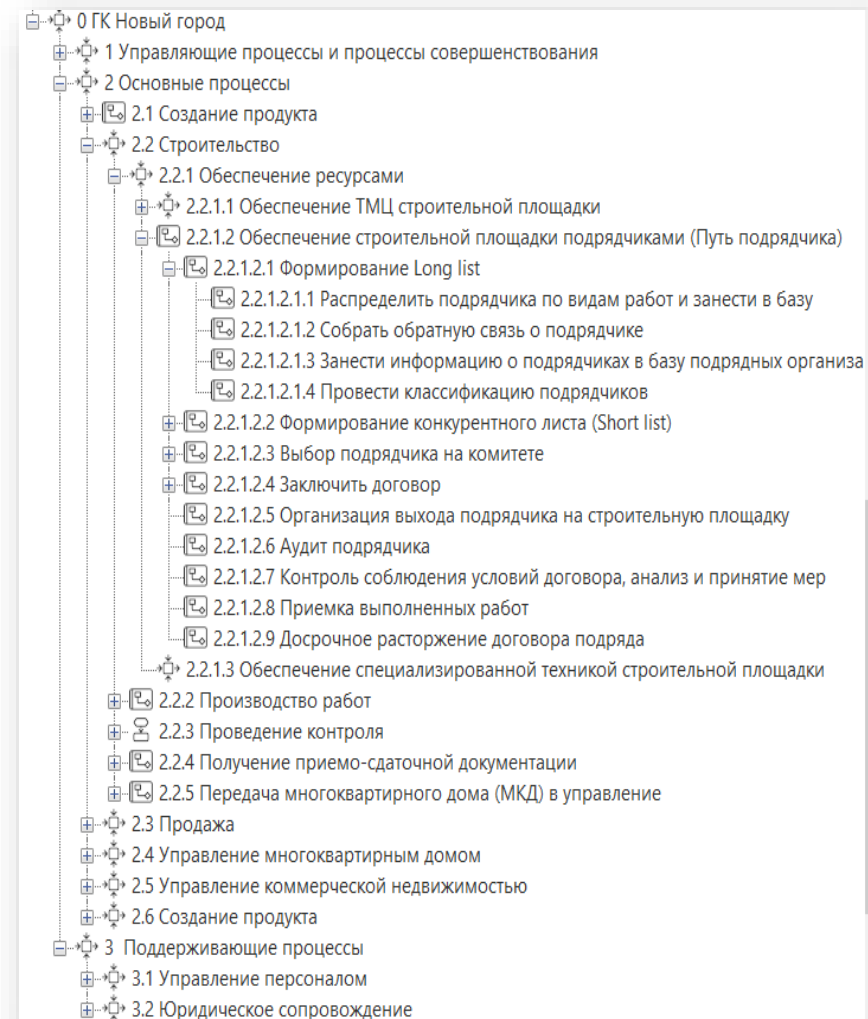 0 ГК Новый город
1 Управляющие процессы и процессы совершенствования
2 Основные процессы
2.1 Создание продукта
2.2 Строительство
2.2.1 Обеспечение ресурсами
2.2.1.1 Обеспечение ТМЦ строительной площадки
2.2.1.2 Обеспечение строительной площадки подрядчиками (Путь подрядчика)
2.2.1.2.1 Формирование Long list
2.2.1.2.1.1 Распределить подрядчика по видам работ и занести в базу
2.2.1.2.1.2 Собрать обратную связь о подрядчике
2.2.1.2.1.3 Занести информацию о подрядчиках в базу подрядных организа
2.2.1.2.1.4 Провести классификацию подрядчиков
2.2.1.2.2 Формирование конкурентного листа (Short list)
2.2.1.2.3 Выбор подрядчика на комитете
2.2.1.2.4 Заключить договор
2.2.1.2.5 Организация выхода подрядчика на строительную площадку
2.2.1.2.6 Аудит подрядчика
2.2.1.2.7 Контроль соблюдения условий договора, анализ и принятие мер
2.2.1.2.8 Приемка выполненных работ
2.2.1.2.9 Досрочное расторжение договора подряда
2.2.1.3 Обеспечение специализированной техникой строительной площадки
2.2.2 Производство работ
2.2.3 Проведение контроля
2.2.4 Получение приемо-сдаточной документации
2.2.5 Передача многоквартирного дома (МКД) в управление
2.3 Продажа
2.4 Управление многоквартирным домом
2.5 Управление коммерческой недвижимостью
2.6 Создание продукта
3 Поддерживающие процессы
3.1 Управление персоналом
3.2 Юридическое сопровождение